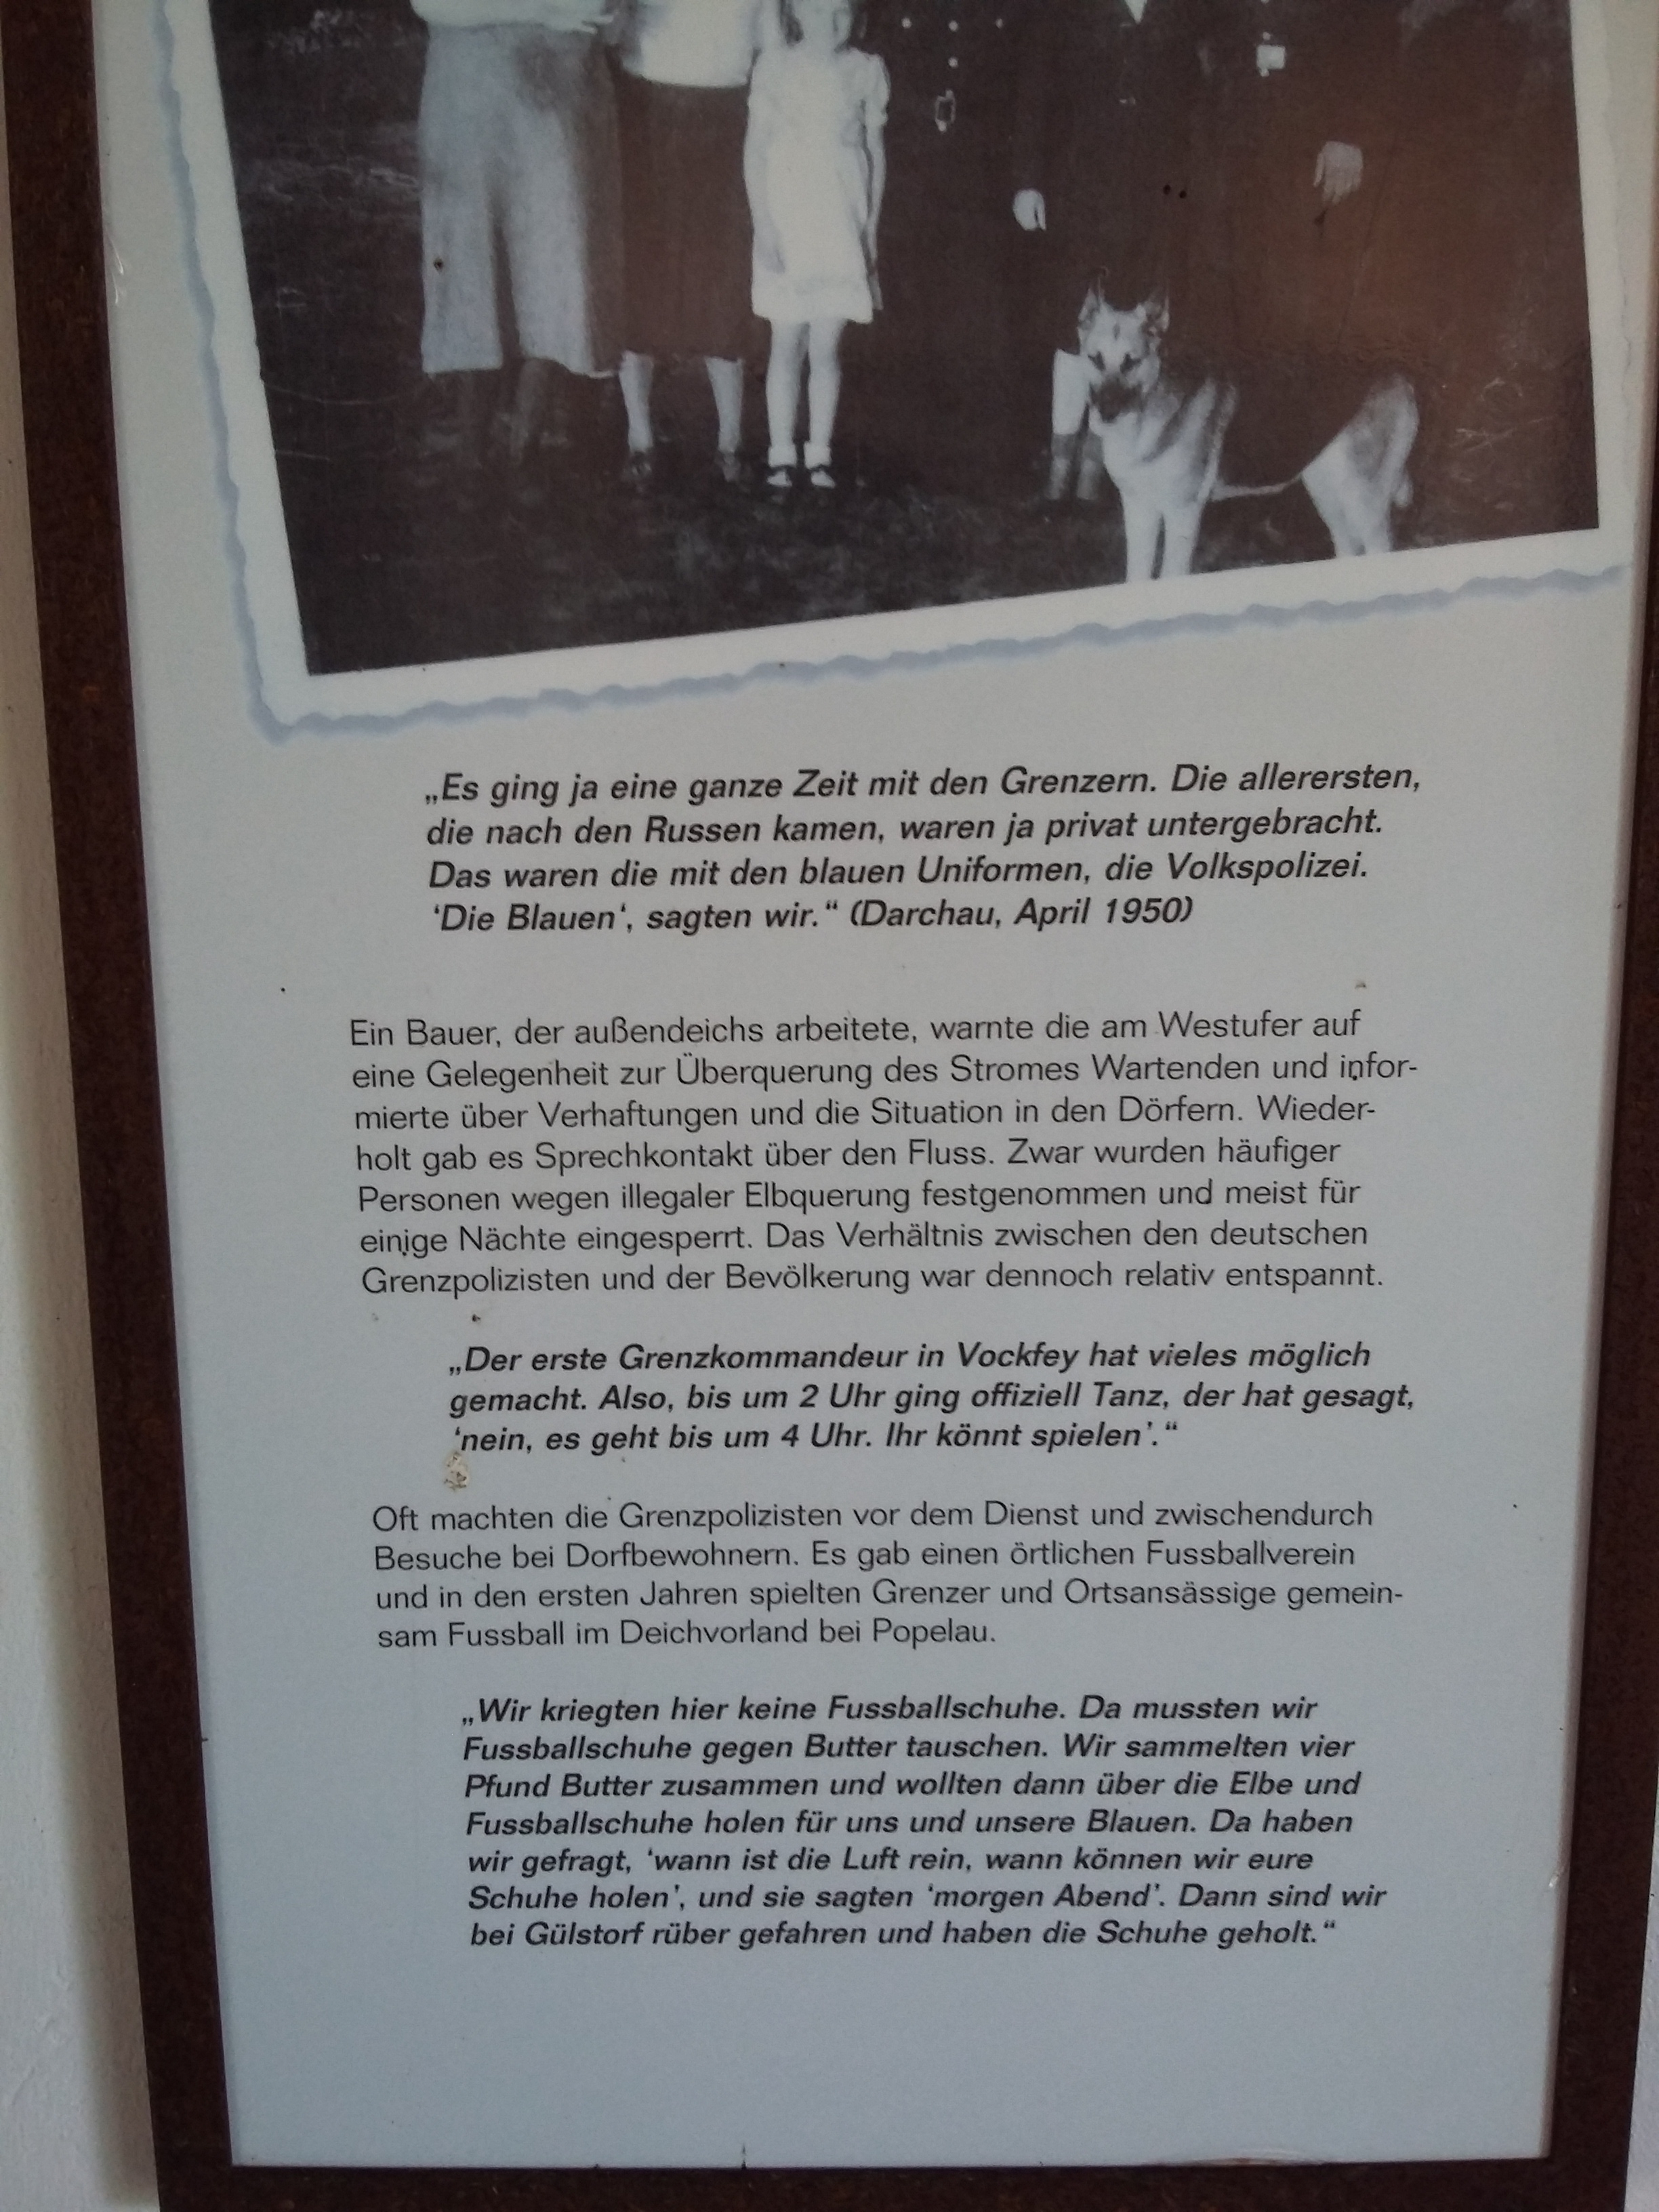 „Es ging ja eine ganze Zeit mit den Grenzern. Die allerersten,
die nach den Russen kamen, waren ja privat untergebracht.
Das waren die mit den blauen Uniformen, die Volkspolizei.
‘Die Blauen‘, sagten wir.“ (Darchau, April 1950)
Ein Bauer, der außendeichs arbeitete, warnte die am Westufer auf
eine Gelegenheit zur Überquerung des Stromes Wartenden und infor-
mierte über Verhaftungen und die Situation in den Dörfern. Wieder-
holt gab es Sprechkontakt über den Fluss. Zwar wurden häufiger
Personen wegen illegaler Elbquerung festgenommen und meist für
einige Nächte eingesperrt. Das Verhältnis zwischen den deutschen
Grenzpolizisten und der Bevölkerung war dennoch relativ entspannt.
„Der erste Grenzkommandeur in Vockfey hat vieles möglich
gemacht. Also, bis um 2 Uhr ging offiziell Tanz, der hat gesagt,
‘nein, es geht bis um 4 Uhr. Ihr könnt spielen’.“
Oft machten die Grenzpolizisten vor dem Dienst und zwischendurch
Besuche bei Dorfbewohnern. Es gab einen örtlichen Fussballverein
und in den ersten Jahren spielten Grenzer und Ortsansässige gemein-
sam Fussball im Deichvorland bei Popelau.
„Wir kriegten hier keine Fussballschuhe. Da mussten wir
Fussballschuhe gegen Butter tauschen. Wir sammelten vier
Pfund Butter zusammen und wollten dann über die Elbe und
Fussballschuhe holen für uns und unsere Blauen. Da haben
wir gefragt, ‘wann ist die Luft rein, wann können wir eure
Schuhe holen’, und sie sagten ‘morgen Abend’. Dann sind wir
bei Gülstorf rüber gefahren und haben die Schuhe geholt.“